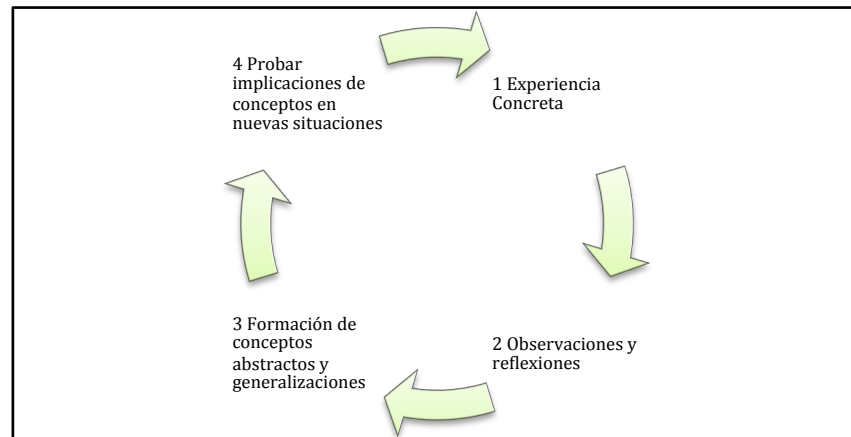 1 Experiencia
Concreta
2 Observaciones y
reflexiones
3 Formación de
conceptos
abstractos y
generalizaciones
4 Probar
implicaciones de
conceptos en
nuevas situaciones